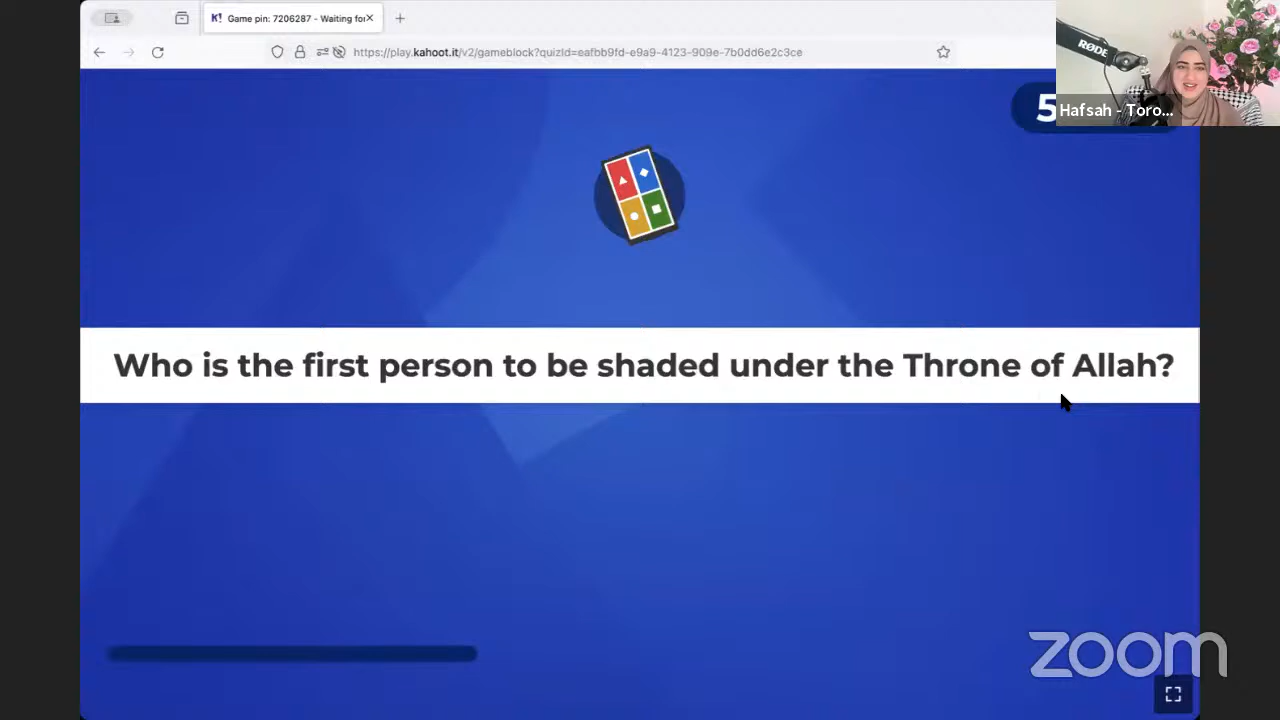 K! Game pin: 7206287 - Waiting for
https://play.kahoot.it/v2/gameblock?quizId=eafbb9fd-e9a9-4123-909e-7b0dd6e2c3ce
RØDE
5
Hafsah - Toro...
Who is the first person to be shaded under the Throne of Allah?
zoom